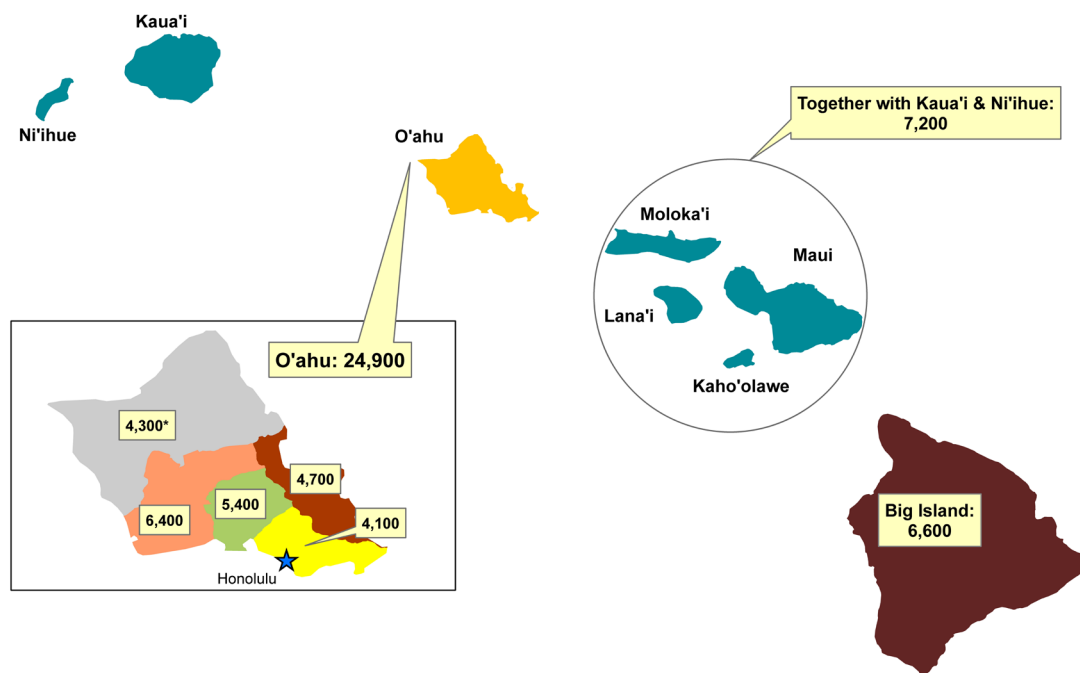 Kaua'i
Ni'ihue
O'ahu
Together with Kaua'i & Ni'ihue:
7,200
Moloka'i
Maui
Lana'i
Kaho'olawe
O'ahu: 24,900
4,300*
4,700
5,400
6,400
4,100
Honolulu
Big Island:
6,600